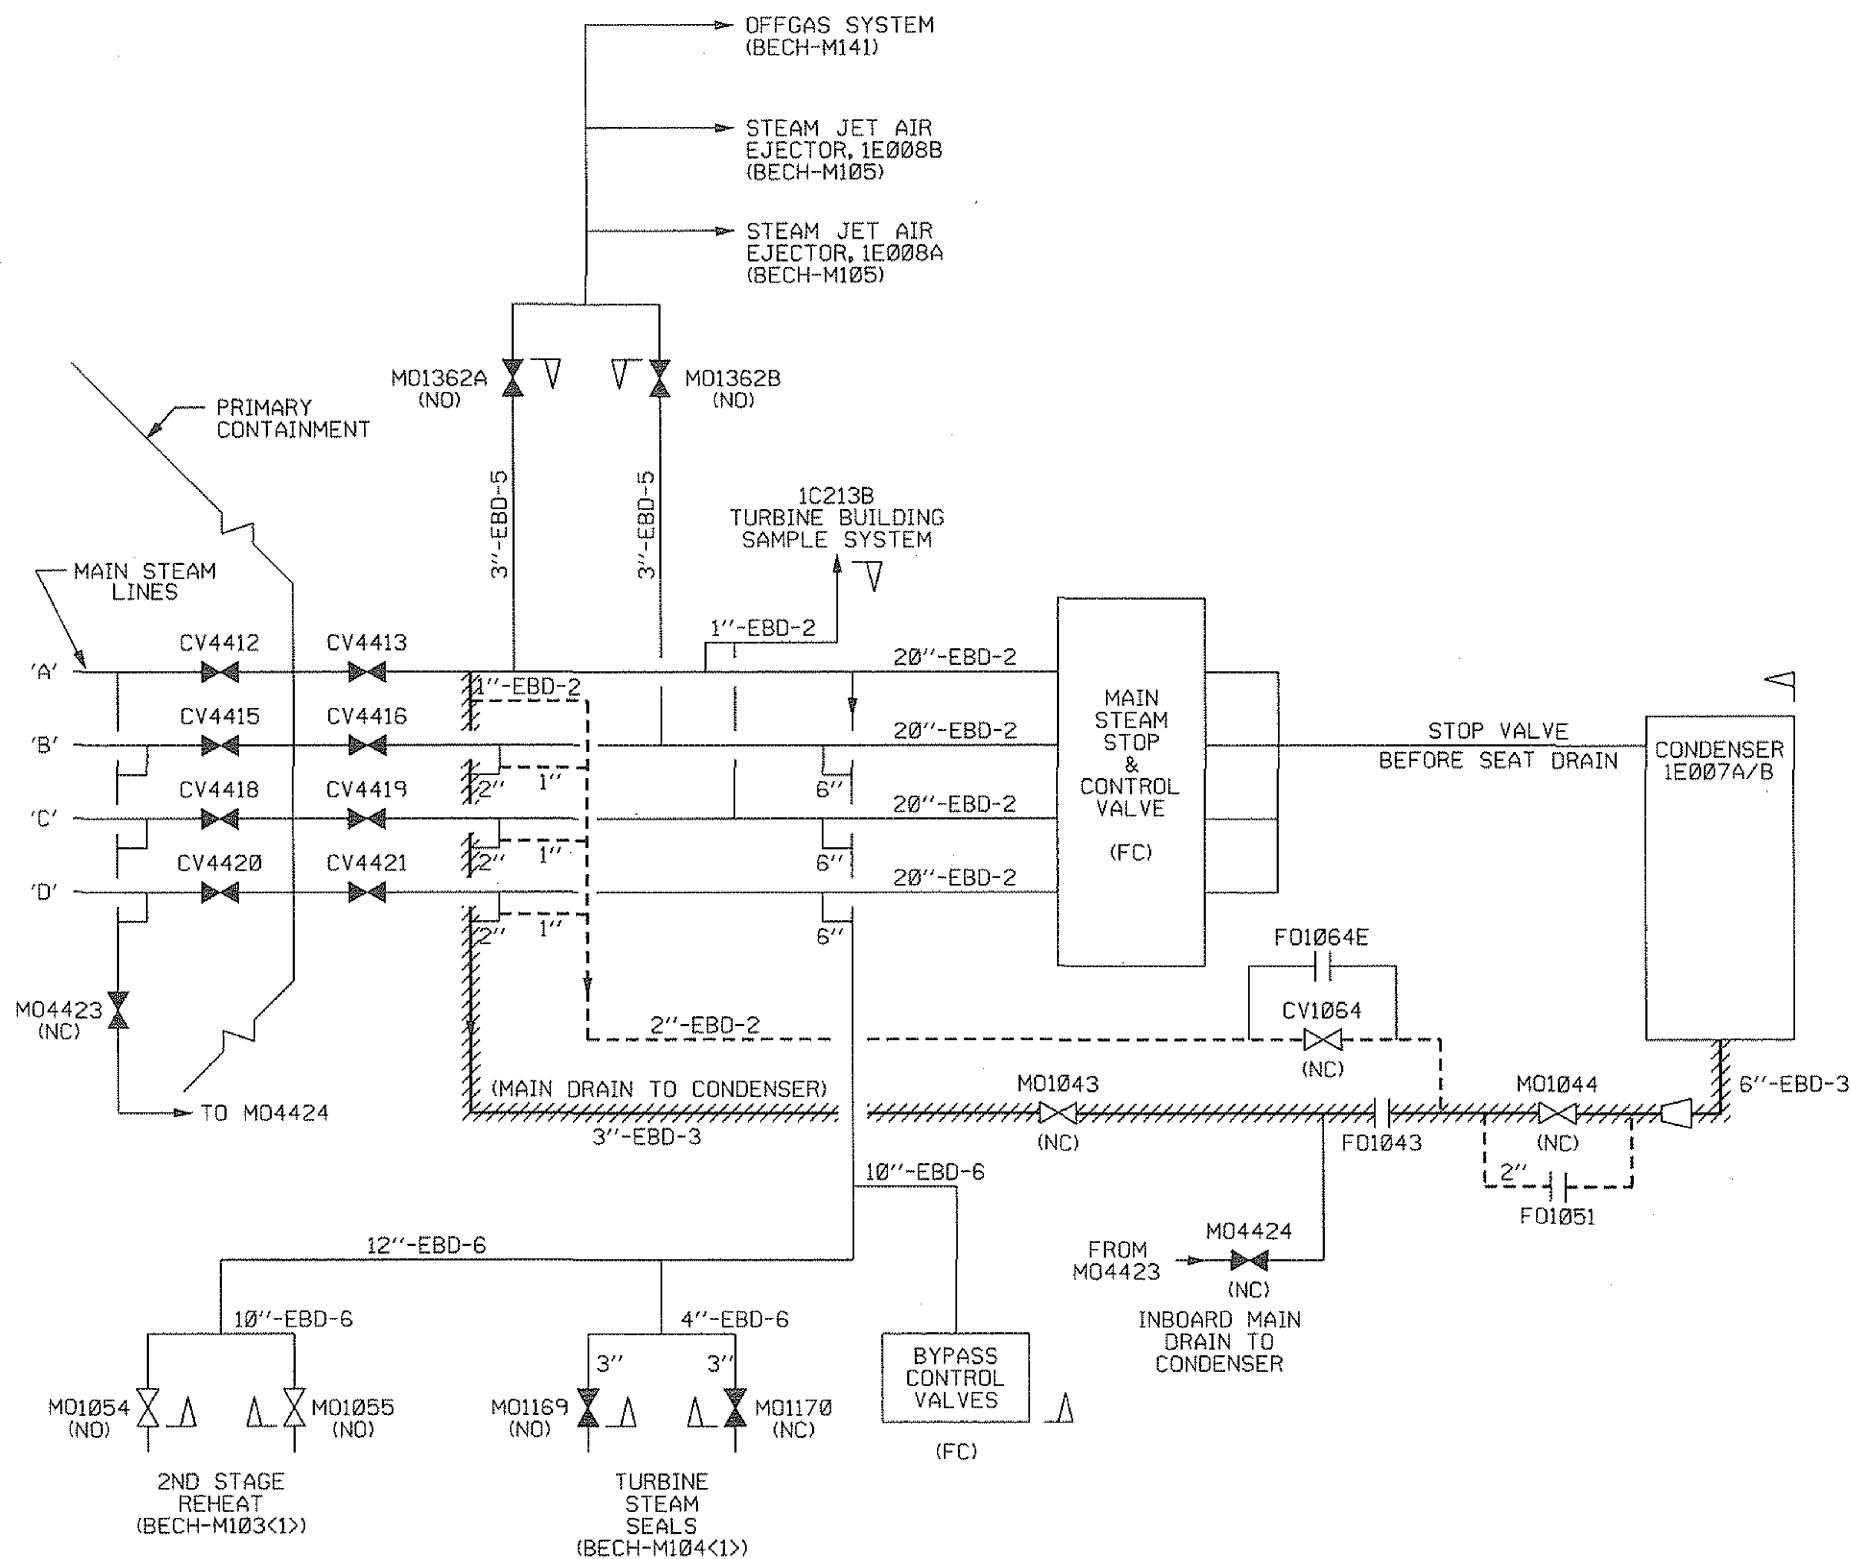 OFFGAS SYSTEM
(BECH-M141)
STEAM JET AIR
EJECTOR, 1E008B
(BECH-M105)
STEAM JET AIR
EJECTOR, 1E008A
(BECH-M105)
MO1362A
(NO)
MO1362B
(NO)
PRIMARY
CONTAINMENT
3"-EBD-5
3"-EBD-5
1C213B
TURBINE BUILDING
SAMPLE SYSTEM
MAIN STEAM
LINES
1"-EBD-2
CV4412
CV4413
'A'
20"-EBD-2
1"-EBD-2
CV4415
CV4416
'B'
20"-EBD-2
2"
1"
6"
CV4418
CV4419
'C'
20"-EBD-2
2"
1"
6"
CV4420
CV4421
'D'
20"-EBD-2
2"
1"
6"
MAIN
STEAM
STOP
&
CONTROL
VALVE
(FC)
STOP VALVE
BEFORE SEAT DRAIN
CONDENSER
1E007A/B
FO1064E
CV1064
(NC)
MO4423
(NC)
2"-EBD-2
(MAIN DRAIN TO CONDENSER)
MO1043
(NC)
MO1044
(NC)
6"-EBD-3
TO MO4424
3"-EBD-3
FO1043
2"
FO1051
10"-EBD-6
12"-EBD-6
MO4424
(NC)
FROM
MO4423
INBOARD MAIN
DRAIN TO
CONDENSER
10"-EBD-6
4"-EBD-6
3"
3"
BYPASS
CONTROL
VALVES
(FC)
MO1054
(NO)
MO1055
(NO)
MO1169
(NO)
MO1170
(NC)
2ND STAGE
REHEAT
(BECH-M103<1>)
TURBINE
STEAM
SEALS
(BECH-M104<1>)